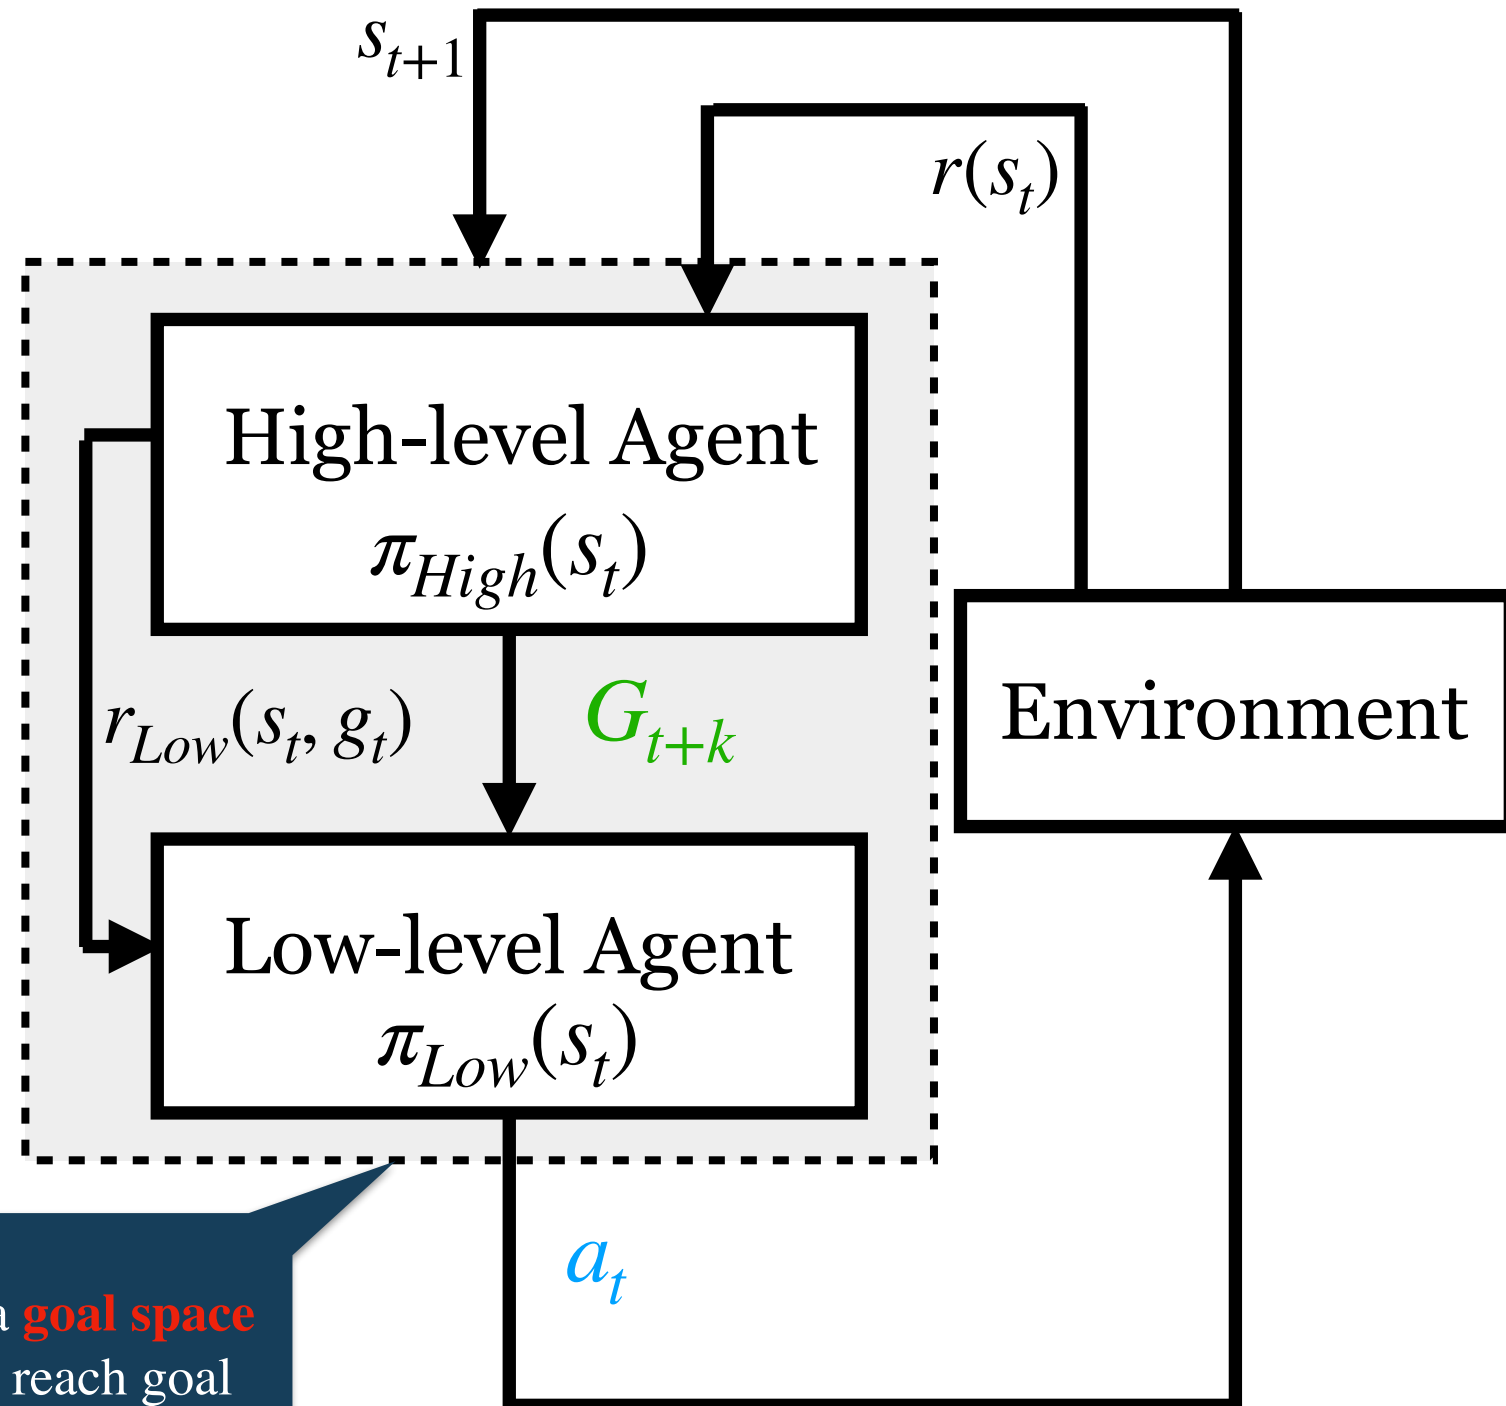 s_{t+1}
r(s_t)
High-level Agent
π_{High}(s_t)
r_{Low}(s_t, g_t)
G_{t+k}
Environment
Low-level Agent
π_{Low}(s_t)
a_t
a goal space
reach goal